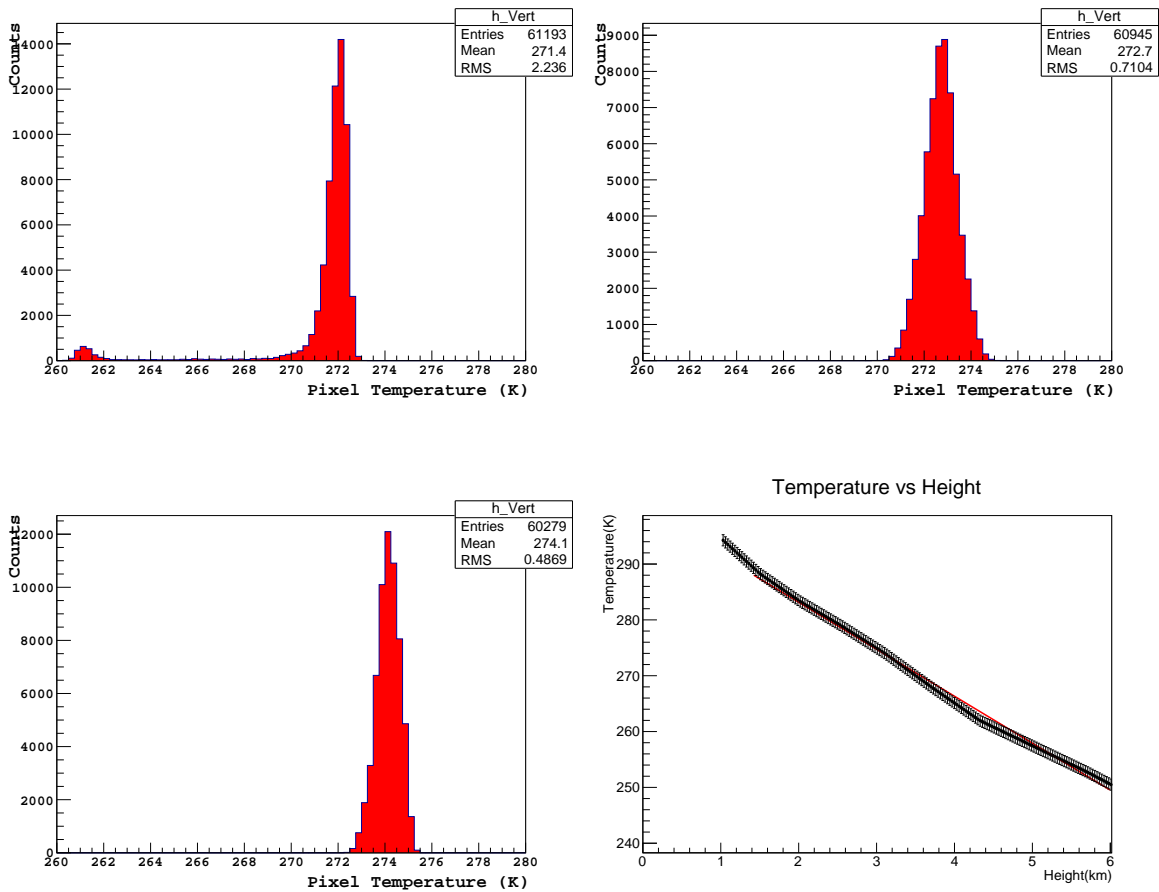 h_Vert
Entries 61193
Mean 271.4
RMS 2.236
Counts
14000
12000
10000
8000
6000
4000
2000
0
260 262 264 266 268 270 272 274 276 278 280
Pixel Temperature (K)
h_Vert
Entries 60945
Mean 272.7
RMS 0.7104
Counts
9000
8000
7000
6000
5000
4000
3000
2000
1000
0
260 262 264 266 268 270 272 274 276 278 280
Pixel Temperature (K)
h_Vert
Entries 60279
Mean 274.1
RMS 0.4869
Counts
12000
10000
8000
6000
4000
2000
0
260 262 264 266 268 270 272 274 276 278 280
Pixel Temperature (K)
Temperature vs Height
Temperature(K)
290
280
270
260
250
240
0 1 2 3 4 5 6
Height(km)